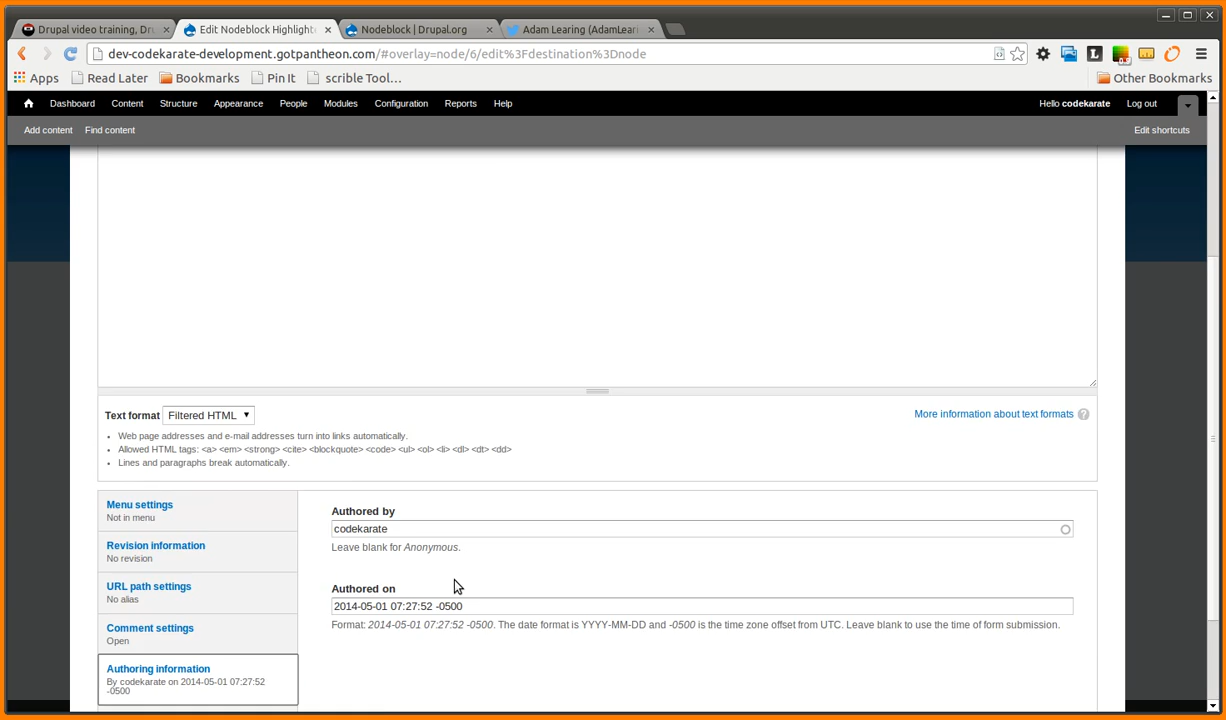 Drupal video training, Dru
Edit Nodeblock Highlighte
Nodeblock | Drupal.org
Adam Learing (AdamLeari
dev-codekarate-development.gotpantheon.com/#overlay=node/6/edit%3Fdestination%3Dnode
Apps
Read Later
Bookmarks
Pin It
scrible Tool...
Other Bookmarks
Dashboard
Content
Structure
Appearance
People
Modules
Configuration
Reports
Help
Hello codekarate
Log out
Add content
Find content
Edit shortcuts
Text format
Filtered HTML
More information about text formats
Web page addresses and e-mail addresses turn into links automatically.
Allowed HTML tags: <a> <em> <strong> <cite> <blockquote> <code> <ul> <ol> <li> <dl> <dt> <dd>
Lines and paragraphs break automatically.
Menu settings
Not in menu
Revision information
No revision
URL path settings
No alias
Comment settings
Open
Authoring information
By codekarate on 2014-05-01 07:27:52
-0500
Authored by
codekarate
Leave blank for Anonymous.
Authored on
2014-05-01 07:27:52 -0500
Format: 2014-05-01 07:27:52 -0500. The date format is YYYY-MM-DD and -0500 is the time zone offset from UTC. Leave blank to use the time of form submission.